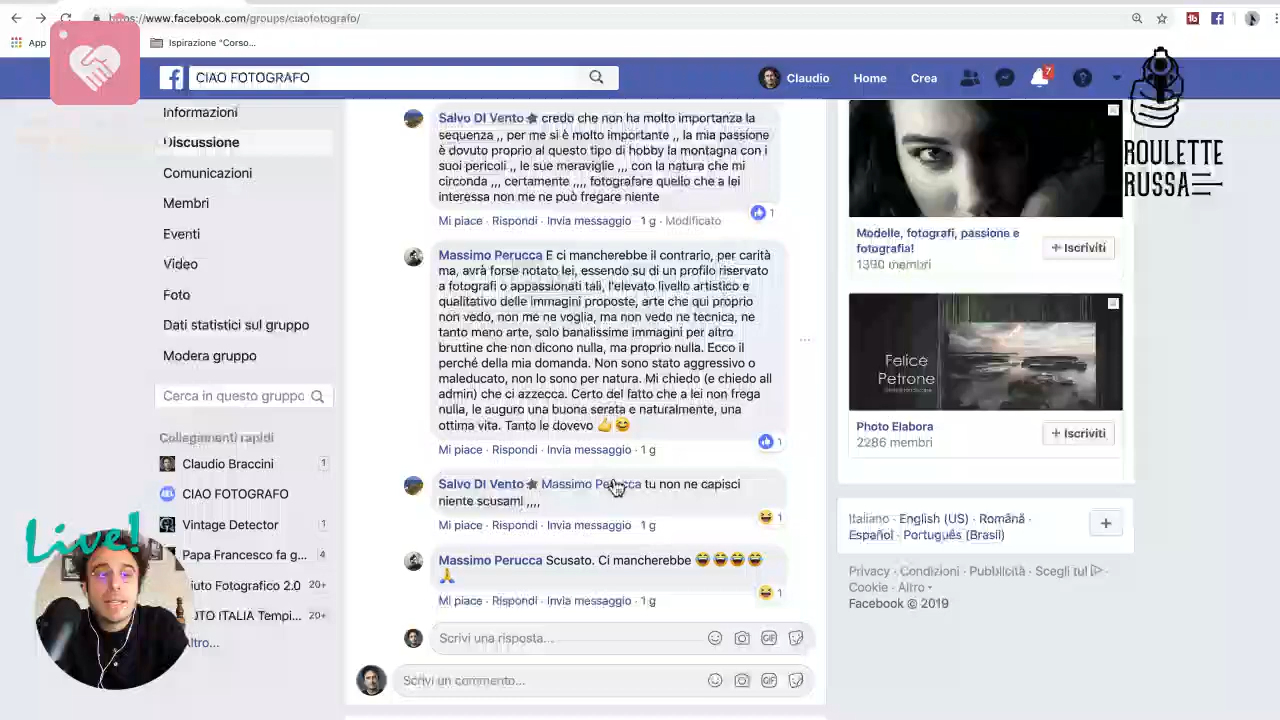 https://www.facebook.com/groups/ciaofotografo/
App
Ispirazione "Corso...
CIAO FOTOGRAFO
Claudio
Home
Crea
7
Informazioni
Discussione
Comunicazioni
Membri
Eventi
Video
Foto
Dati statistici sul gruppo
Modera gruppo
Cerca in questo gruppo
Collegamenti rapidi
Claudio Braccini 1
CIAO FOTOGRAFO
Vintage Detector 1
Papa Francesco fa g... 4
iuto Fotografico 2.0 20+
UTO ITALIA Tempi... 20+
Altro...
Live!
Salvo DI Vento credo che non ha molto importanza la
sequenza ,, per me si è molto importante ,, la mia passione
è dovuto proprio al questo tipo di hobby la montagna con i
suoi pericoli ,, le sue meraviglie ,,, con la natura che mi
circonda ,,, certamente ,,,, fotografare quello che a lei
interessa non me ne può fregare niente
Mi piace · Rispondi · Invia messaggio · 1 g · Modificato
1
Massimo Perucca E ci mancherebbe il contrario, per carità
ma, avrà forse notato lei, essendo su di un profilo riservato
a fotografi o appassionati tali, l'elevato livello artistico e
qualitativo delle immagini proposte, arte che qui proprio
non vedo, non me ne voglia, ma non vedo ne tecnica, ne
tanto meno arte, solo banalissime immagini per altro
bruttine che non dicono nulla, ma proprio nulla. Ecco il
perché della mia domanda. Non sono stato aggressivo o
maleducato, non lo sono per natura. Mi chiedo (e chiedo all
admin) che ci azzecca. Certo del fatto che a lei non frega
nulla, le auguro una buona serata e naturalmente, una
ottima vita. Tanto le dovevo 👍😊
Mi piace · Rispondi · Invia messaggio · 1 g
1
Salvo DI Vento Massimo Perucca tu non ne capisci
niente scusami ,,,,
Mi piace · Rispondi · Invia messaggio · 1 g
1
Massimo Perucca Scusato. Ci mancherebbe 😂😂😂😂
🙏
Mi piace · Rispondi · Invia messaggio · 1 g
1
Scrivi una risposta...
GIF
Scrivi un commento...
GIF
ROULETTE
RUSSA
Modelle, fotografi, passione e
fotografia!
1390 membri
+ Iscriviti
Felice
Petrone
Photo Elabora
2286 membri
+ Iscriviti
Italiano · English (US) · Română ·
Español · Português (Brasil)
Privacy · Condizioni · Pubblicità · Scegli tu! ·
Cookie · Altro
Facebook © 2019